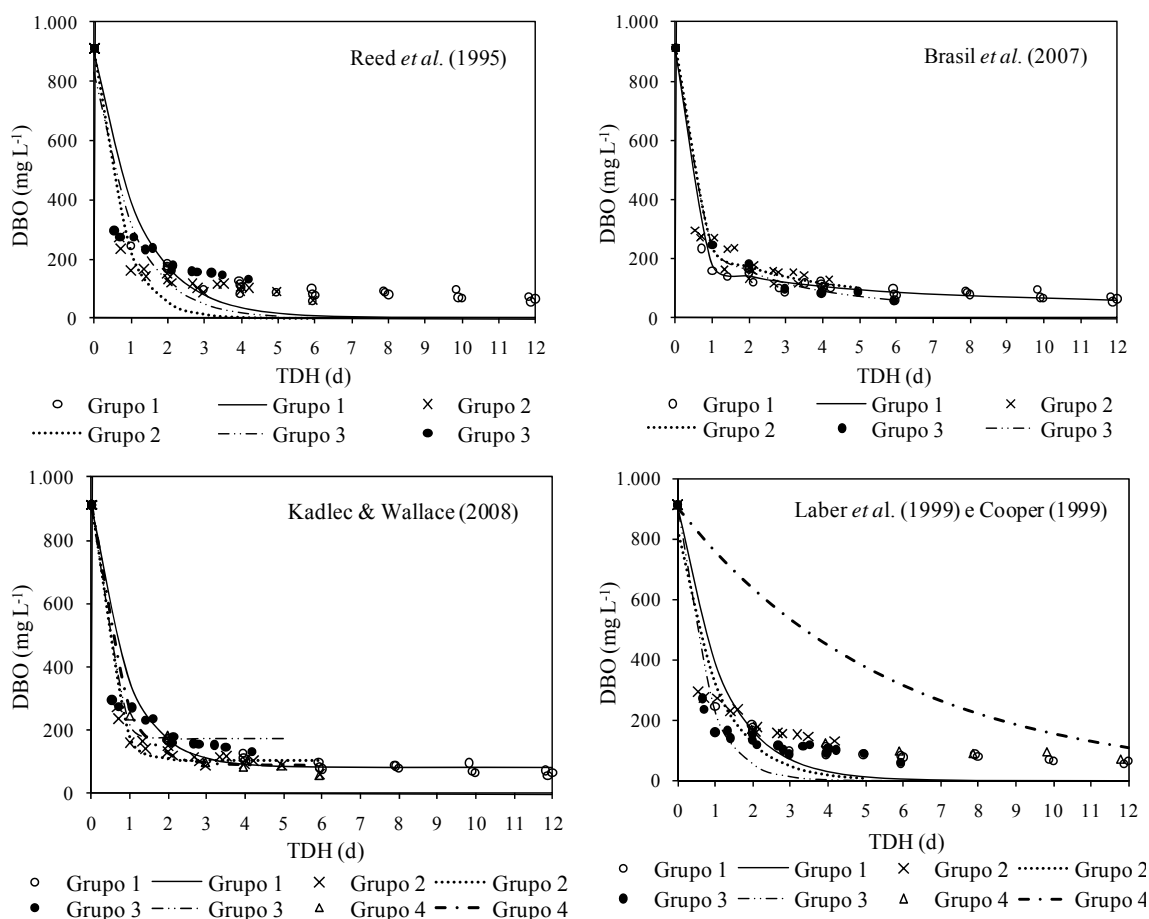 Reed et al. (1995)
DBO (mg L-1)
1.000
800
600
400
200
0
0 1 2 3 4 5 6 7 8 9 10 11 12
TDH (d)
Grupo 1 Grupo 1 Grupo 2
Grupo 2 Grupo 3 Grupo 3
Brasil et al. (2007)
DBO (mg L-1)
1.000
800
600
400
200
0
0 1 2 3 4 5 6 7 8 9 10 11 12
TDH (d)
Grupo 1 Grupo 1 Grupo 2
Grupo 2 Grupo 3 Grupo 3
Kadlec & Wallace (2008)
DBO (mg L-1)
1.000
800
600
400
200
0
0 1 2 3 4 5 6 7 8 9 10 11 12
TDH (d)
Grupo 1 Grupo 1 Grupo 2 Grupo 2
Grupo 3 Grupo 3 Grupo 4 Grupo 4
Laber et al. (1999) e Cooper (1999)
DBO (mg L-1)
1.000
800
600
400
200
0
0 1 2 3 4 5 6 7 8 9 10 11 12
TDH (d)
Grupo 1 Grupo 1 Grupo 2 Grupo 2
Grupo 3 Grupo 3 Grupo 4 Grupo 4